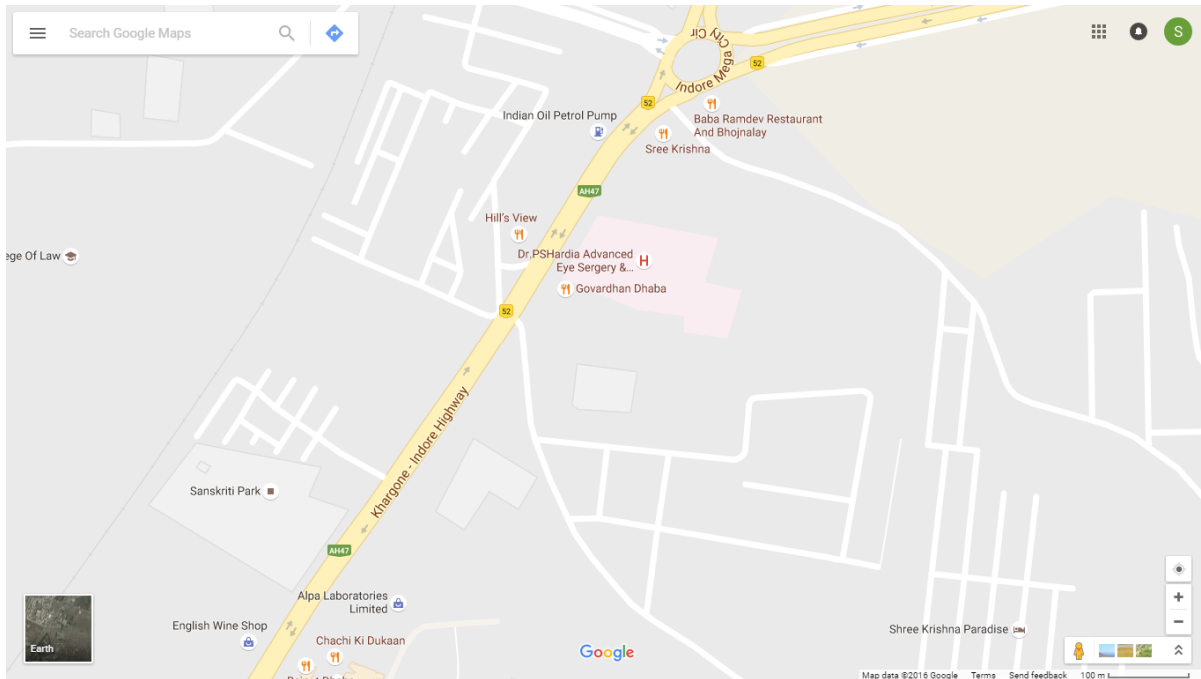 Search Google Maps
S
Indore Mega City Cir
52
52
Indian Oil Petrol Pump
Baba Ramdev Restaurant
And Bhojnalay
Sree Krishna
AH47
Hill's View
Dr.PSHardia Advanced
Eye Sergery &...
H
ege Of Law
Govardhan Dhaba
52
Khargone - Indore Highway
Sanskriti Park
AH47
Alpa Laboratories
Limited
English Wine Shop
Chachi Ki Dukaan
Shree Krishna Paradise
Earth
Google
Map data ©2016 Google Terms Send feedback 100 m